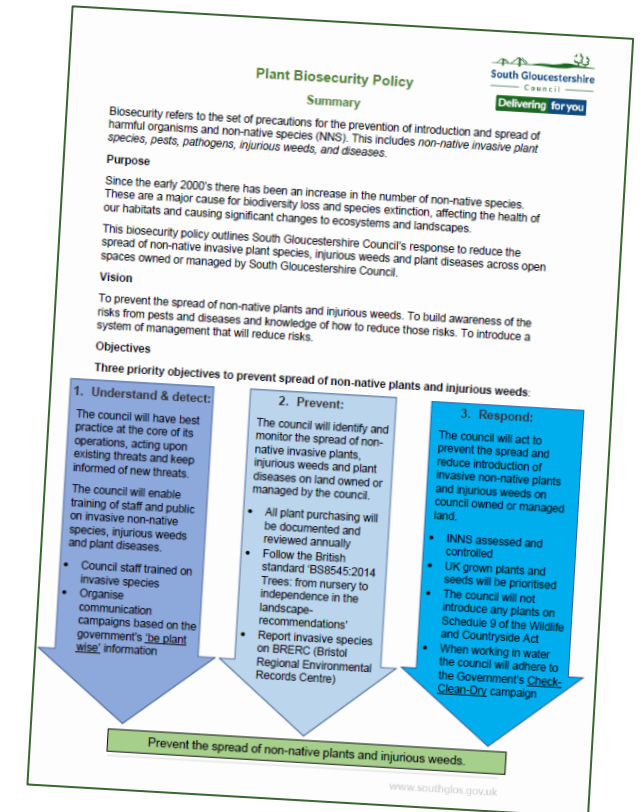 Plant Biosecurity Policy
South Gloucestershire
Council
Delivering for you
Summary
Biosecurity refers to the set of precautions for the prevention of introduction and spread of
harmful organisms and non-native species (NNS). This includes non-native invasive plant
species, pests, pathogens, injurious weeds, and diseases.
Purpose
Since the early 2000's there has been an increase in the number of non-native species.
These are a major cause for biodiversity loss and species extinction, affecting the health of
our habitats and causing significant changes to ecosystems and landscapes.
This biosecurity policy outlines South Gloucestershire Council's response to reduce the
spread of non-native invasive plant species, injurious weeds and plant diseases across open
spaces owned or managed by South Gloucestershire Council.
Vision
To prevent the spread of non-native plants and injurious weeds. To build awareness of the
risks from pests and diseases and knowledge of how to reduce those risks. To introduce a
system of management that will reduce risks.
Objectives
Three priority objectives to prevent spread of non-native plants and injurious weeds:
1. Understand & detect:
The council will have best
practice at the core of its
operations, acting upon
existing threats and keep
informed of new threats.
The council will enable
training of staff and public
on invasive non-native
species, injurious weeds
and plant diseases.
• Council staff trained on
invasive species
• Organise
communication
campaigns based on the
government's 'be plant
wise' information
2. Prevent:
The council will identify and
monitor the spread of non-
native invasive plants,
injurious weeds and plant
diseases on land owned or
managed by the council.
• All plant purchasing will
be documented and
reviewed annually
• Follow the British
standard 'BS8545:2014
Trees: from nursery to
independence in the
landscape-
recommendations'
• Report invasive species
on BRERC (Bristol
Regional Environmental
Records Centre)
3. Respond:
The council will act to
prevent the spread and
reduce introduction of
invasive non-native plants
and injurious weeds on
council owned or managed
land.
• INNS assessed and
controlled
• UK grown plants and
seeds will be prioritised
• The council will not
introduce any plants on
Schedule 9 of the Wildlife
and Countryside Act
• When working in water
the council will adhere to
the Government's Check-
Clean-Dry campaign
Prevent the spread of non-native plants and injurious weeds.
www.southglos.gov.uk